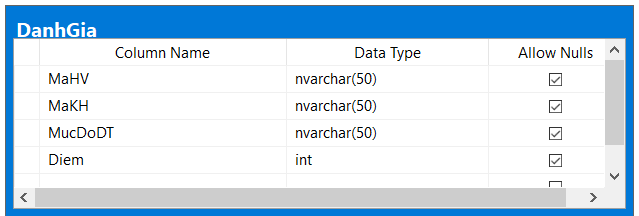 DanhGia
Column Name Data Type Allow Nulls
MaHV nvarchar(50)
MaKH nvarchar(50)
MucDoDT nvarchar(50)
Diem int